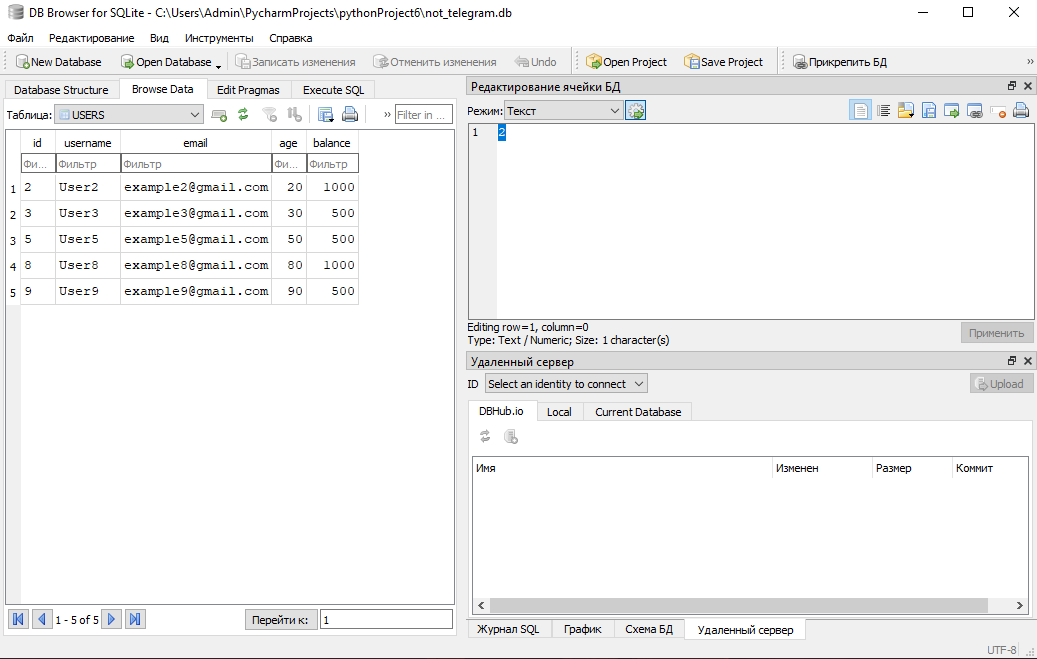 DB Browser for SQLite - C:\Users\Admin\PycharmProjects\pythonProject6\not_telegram.db
Файл Редактирование Вид Инструменты Справка
New Database Open Database Записать изменения Отменить изменения Undo Open Project Save Project Прикрепить БД »
Database Structure Browse Data Edit Pragmas Execute SQL
Таблица: USERS » Filter in ...
id username email age balance
Фи... Фильтр Фильтр Фи... Фильтр
1 2 User2 example2@gmail.com 20 1000
2 3 User3 example3@gmail.com 30 500
3 5 User5 example5@gmail.com 50 500
4 8 User8 example8@gmail.com 80 1000
5 9 User9 example9@gmail.com 90 500
1 - 5 of 5 Перейти к: 1
Редактирование ячейки БД
Режим: Текст
1 2
Editing row=1, column=0
Type: Text / Numeric; Size: 1 character(s)
Применить
Удаленный сервер
ID Select an identity to connect Upload
DBHub.io Local Current Database
Имя Изменен Размер Коммит
Журнал SQL График Схема БД Удаленный сервер
UTF-8